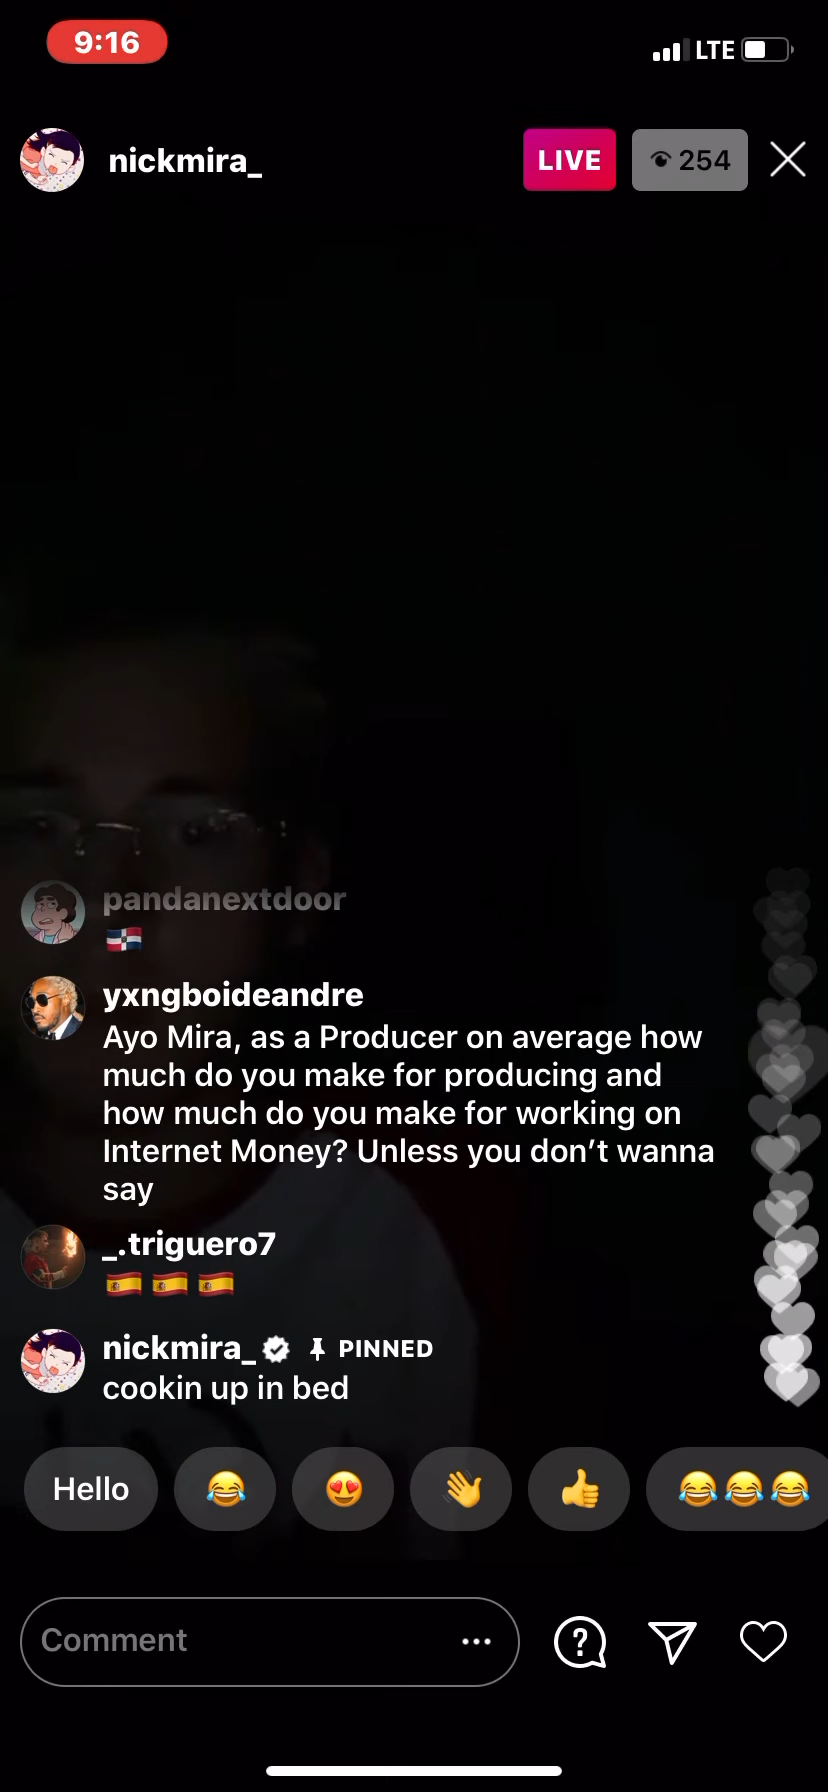 9:16
LTE
nickmira_
LIVE
254
pandanextdoor
🇩🇴
yxngboideandre
Ayo Mira, as a Producer on average how
much do you make for producing and
how much do you make for working on
Internet Money? Unless you don’t wanna
say
_.triguero7
🇪🇸 🇪🇸 🇪🇸
nickmira_ PINNED
cookin up in bed
Hello 😂 😍 👋 👍 😂😂😂
Comment